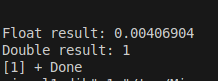 Float result: 0.00406904
Double result: 1
[1] + Done